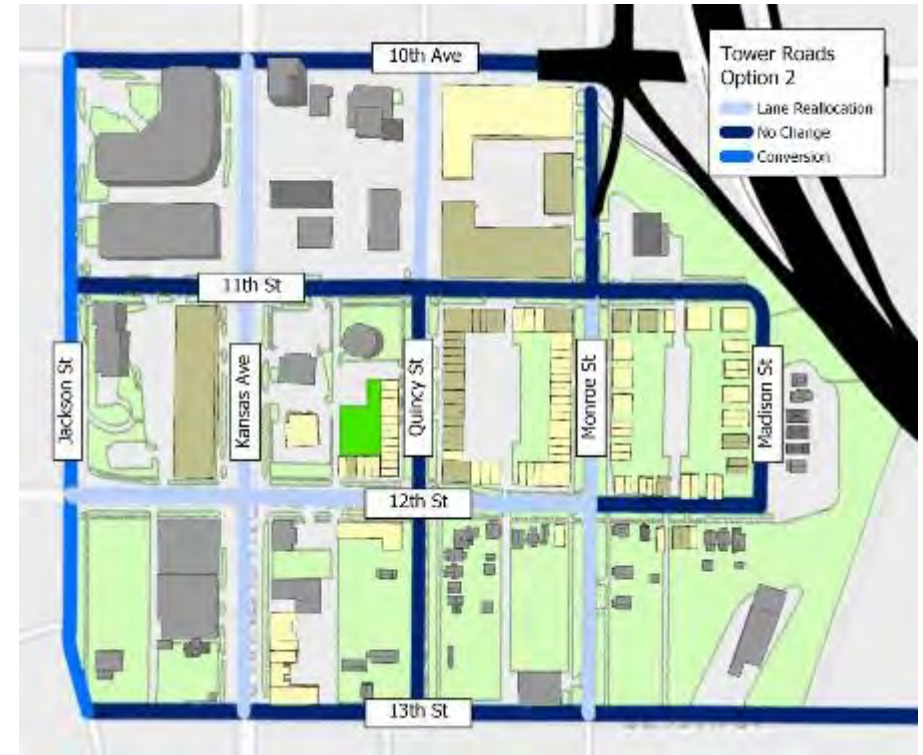 10th Ave
Tower Roads
Option 2
Lane Reallocation
No Change
Conversion
11th St
Jackson St
Kansas Ave
Quincy St
Monroe St
Madison St
12th St
13th St